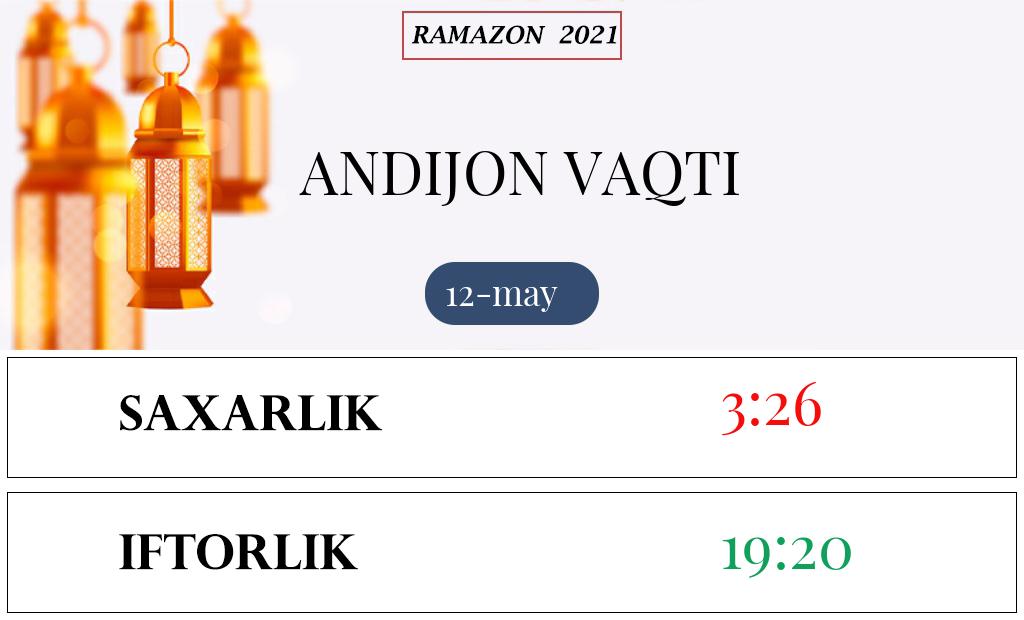 RAMAZON 2021
ANDIJON VAQTI
12-may
SAXARLIK 3:26
IFTORLIK 19:20